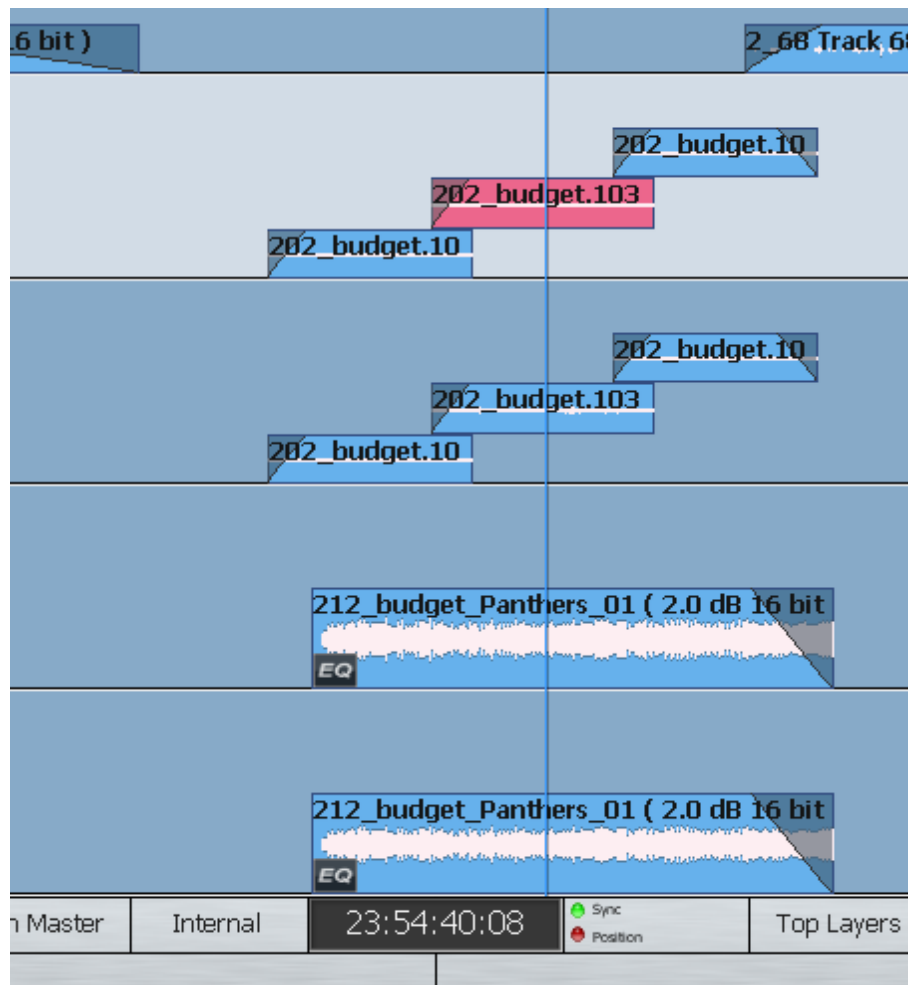 .6 bit )
2_68 Track 68
202_budget.10
202_budget.103
202_budget.10
202_budget.10
202_budget.103
202_budget.10
212_budget_Panthers_01 ( 2.0 dB 16 bit
EQ
212_budget_Panthers_01 ( 2.0 dB 16 bit
EQ
Master
Internal
23:54:40:08
Sync
Position
Top Layers